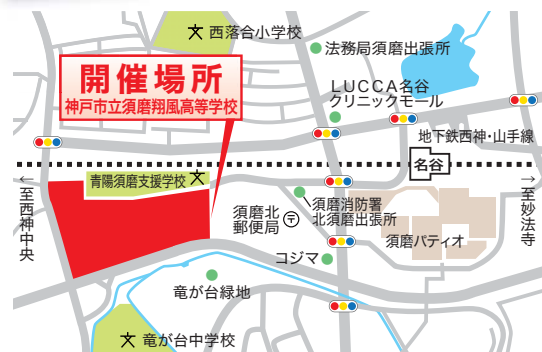 西落合小学校
法務局須磨出張所
開催場所
神戸市立須磨翔風高等学校
LUCCA名谷
クリニックモール
地下鉄西神・山手線
名谷
青陽須磨支援学校
←至西神中央
→至妙法寺
須磨消防署
北須磨出張所
須磨北
郵便局
須磨パティオ
コジマ
竜が台緑地
竜が台中学校